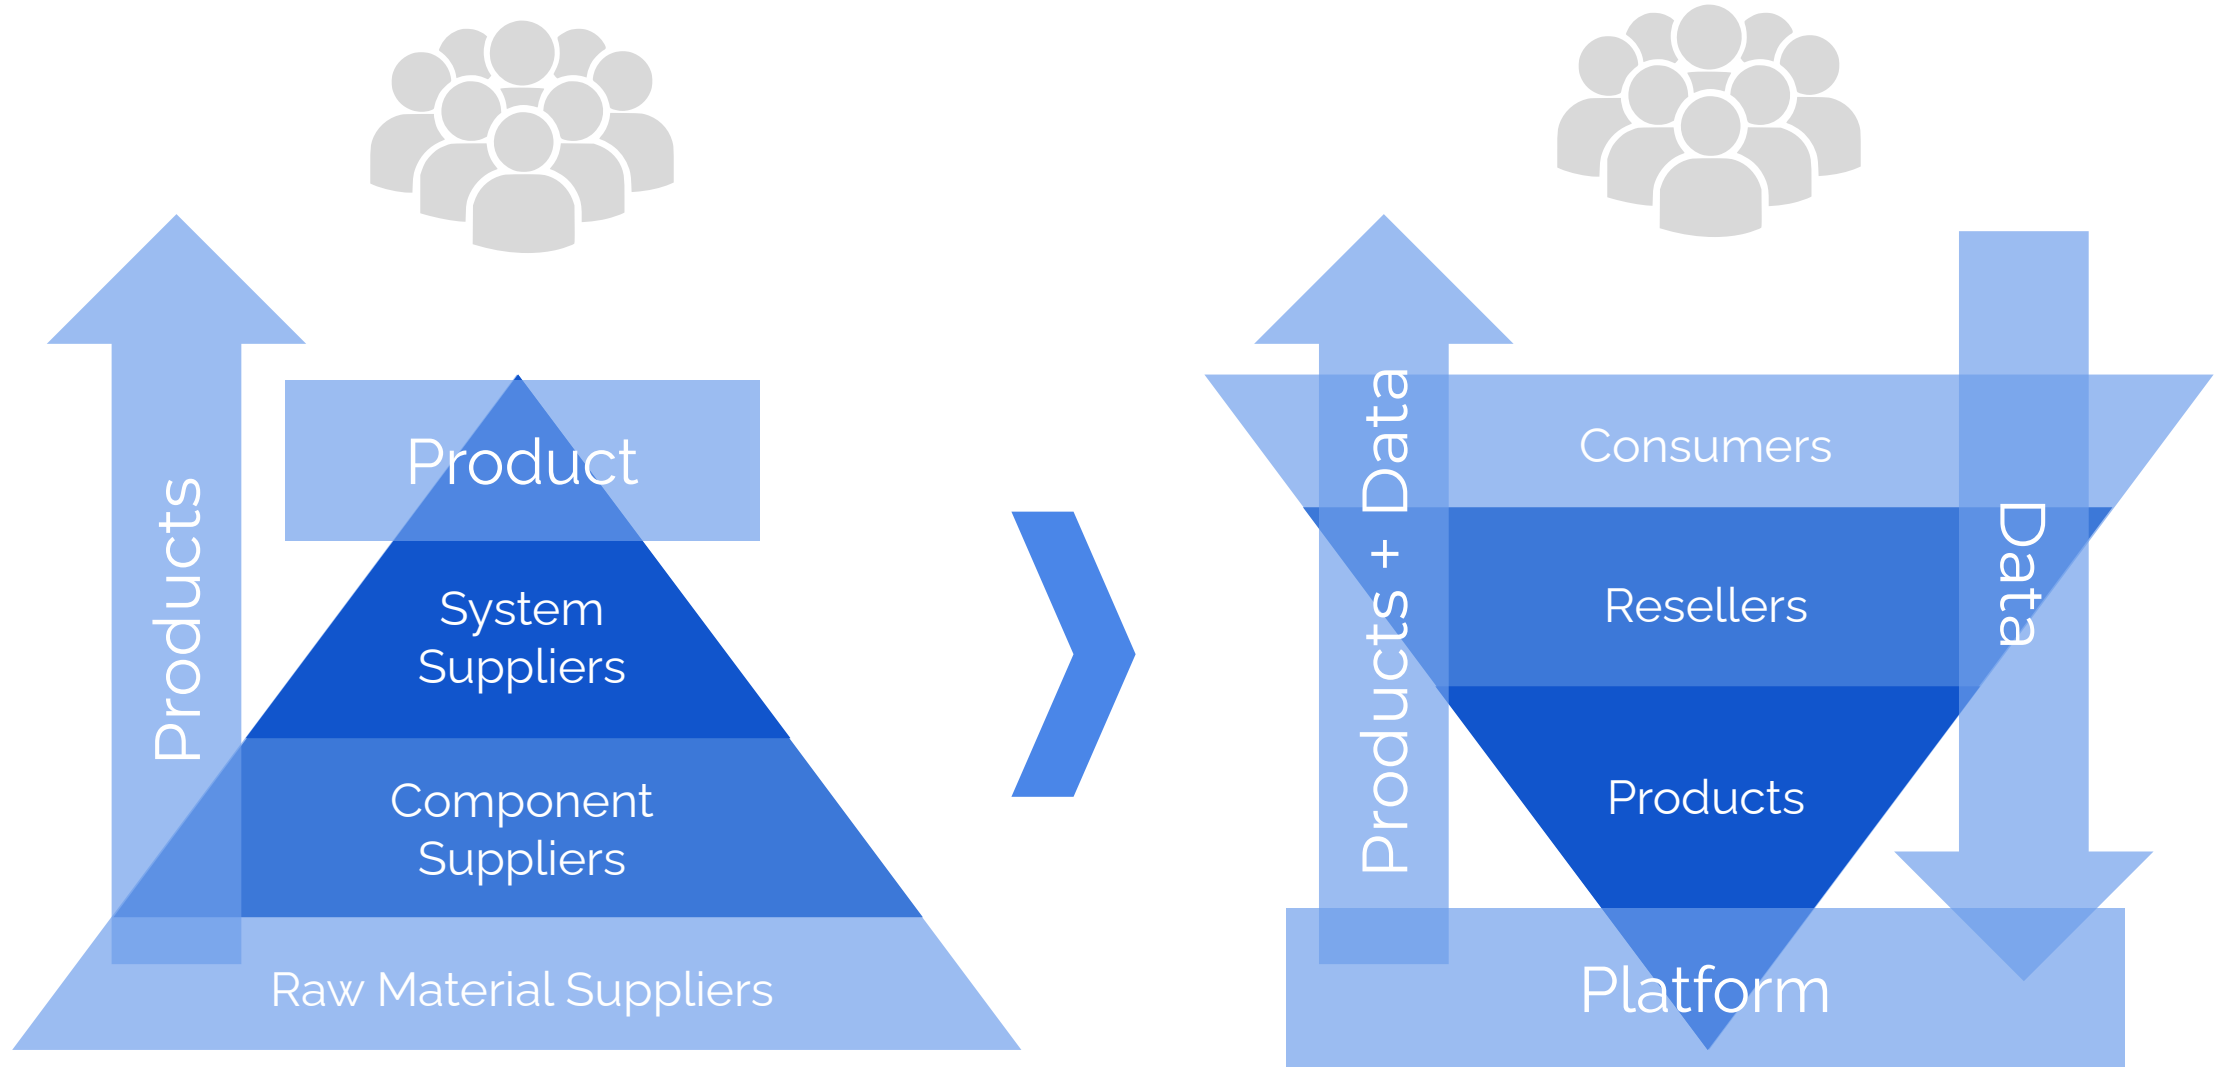 Products
Product
System
Suppliers
Component
Suppliers
Raw Material Suppliers
Products + Data
Consumers
Resellers
Products
Platform
Data